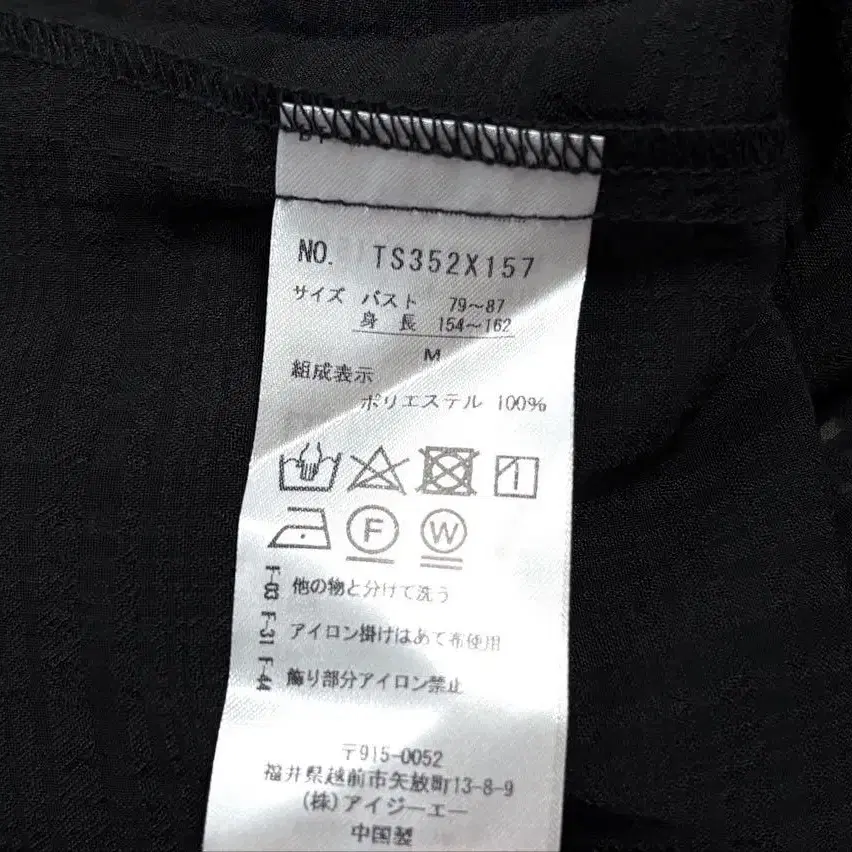 NO. TS352X157
サイズ バスト 79～87
身長 154～162
M
組成表示
ポリエステル 100%
F
W
F-03 他の物と分けて洗う
F-31 アイロン掛けはあて布使用
F-44 飾り部分アイロン禁止
〒915-0052
福井県越前市矢放町13-8-9
(株)アイジーエー
中国製